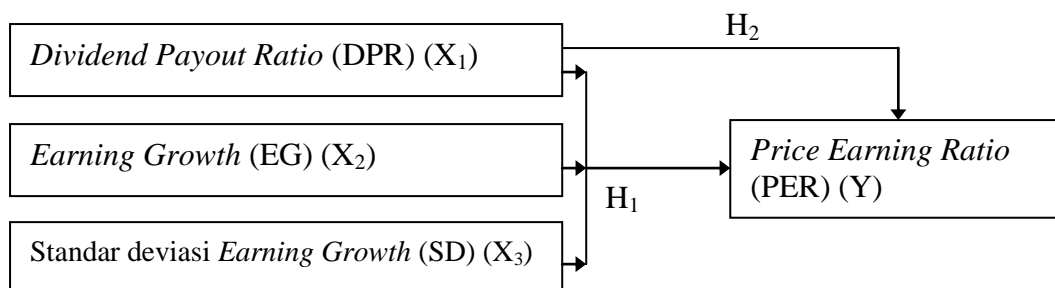 H₂
Dividend Payout Ratio (DPR) (X₁)
Earning Growth (EG) (X₂)
Price Earning Ratio
(PER) (Y)
H₁
Standar deviasi Earning Growth (SD) (X₃)